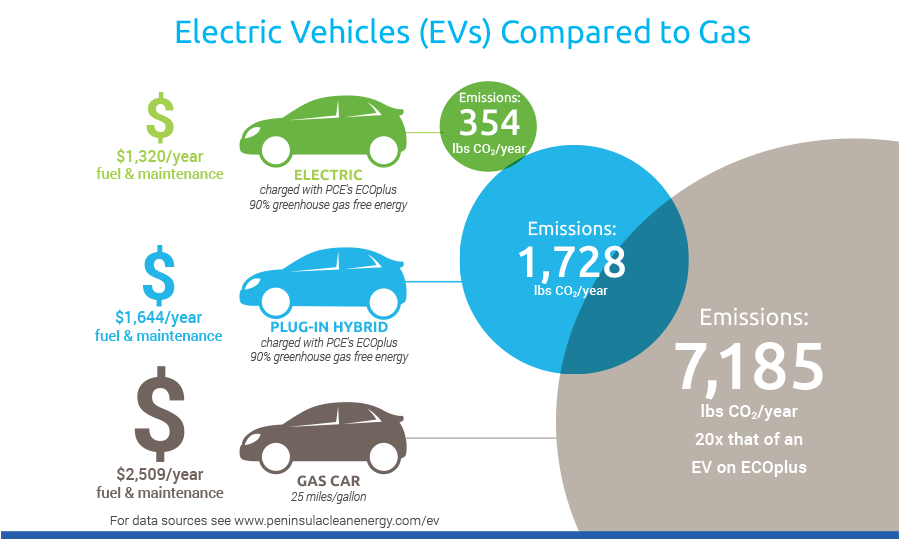 Electric Vehicles (EVs) Compared to Gas
$
$1,320/year
fuel & maintenance
ELECTRIC
charged with PCE's ECOplus
90% greenhouse gas free energy
Emissions:
354
lbs CO₂/year
$
$1,644/year
fuel & maintenance
PLUG-IN HYBRID
charged with PCE's ECOplus
90% greenhouse gas free energy
Emissions:
1,728
lbs CO₂/year
$
$2,509/year
fuel & maintenance
GAS CAR
25 miles/gallon
Emissions:
7,185
lbs CO₂/year
20x that of an
EV on ECOplus
For data sources see www.peninsulacleanenergy.com/ev